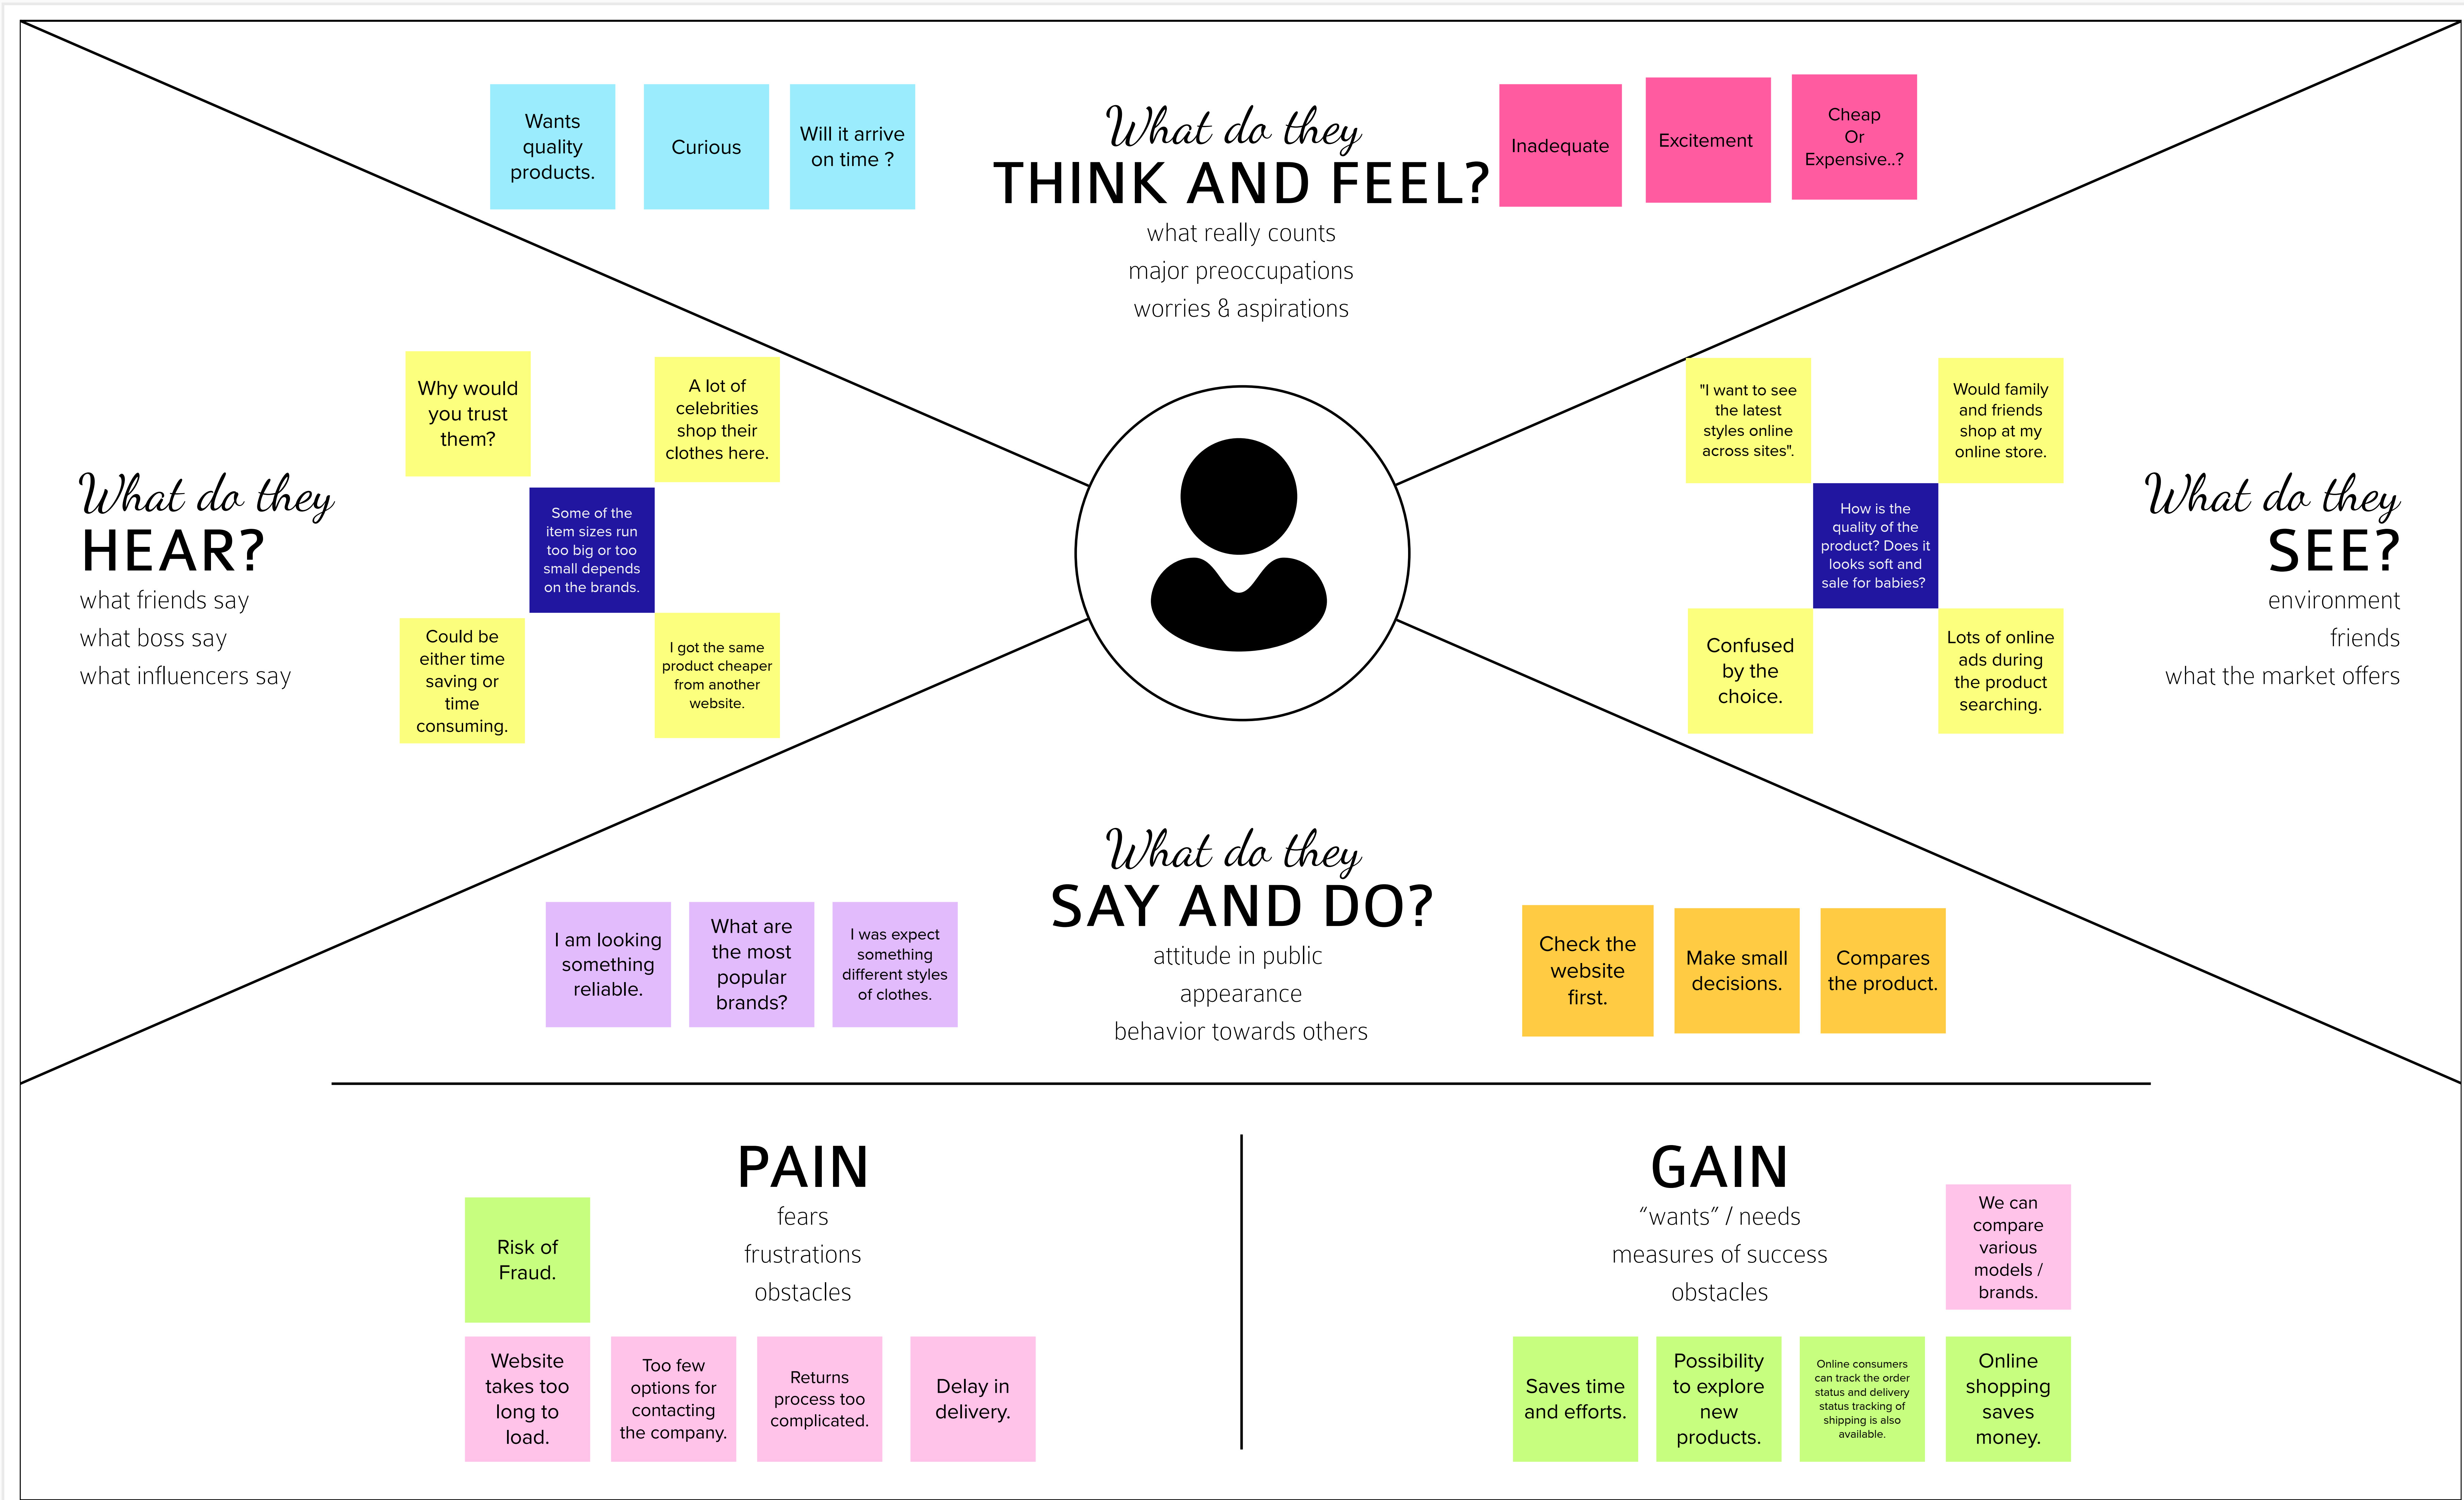 Wants
quality
products.
Curious
Will it arrive
on time ?
What do they
THINK AND FEEL?
what really counts
major preoccupations
worries & aspirations
Inadequate
Excitement
Cheap
Or
Expensive..?
What do they
HEAR?
what friends say
what boss say
what influencers say
Why would
you trust
them?
A lot of
celebrities
shop their
clothes here.
Some of the
item sizes run
too big or too
small depends
on the brands.
Could be
either time
saving or
time
consuming.
I got the same
product cheaper
from another
website.
"I want to see
the latest
styles online
across sites".
Would family
and friends
shop at my
online store.
How is the
quality of the
product? Does it
looks soft and
sale for babies?
Confused
by the
choice.
Lots of online
ads during
the product
searching.
What do they
SEE?
environment
friends
what the market offers
What do they
SAY AND DO?
attitude in public
appearance
behavior towards others
I am looking
something
reliable.
What are
the most
popular
brands?
I was expect
something
different styles
of clothes.
Check the
website
first.
Make small
decisions.
Compares
the product.
PAIN
fears
frustrations
obstacles
Risk of
Fraud.
Website
takes too
long to
load.
Too few
options for
contacting
the company.
Returns
process too
complicated.
Delay in
delivery.
GAIN
“wants” / needs
measures of success
obstacles
We can
compare
various
models /
brands.
Saves time
and efforts.
Possibility
to explore
new
products.
Online consumers
can track the order
status and delivery
status tracking of
shipping is also
available.
Online
shopping
saves
money.